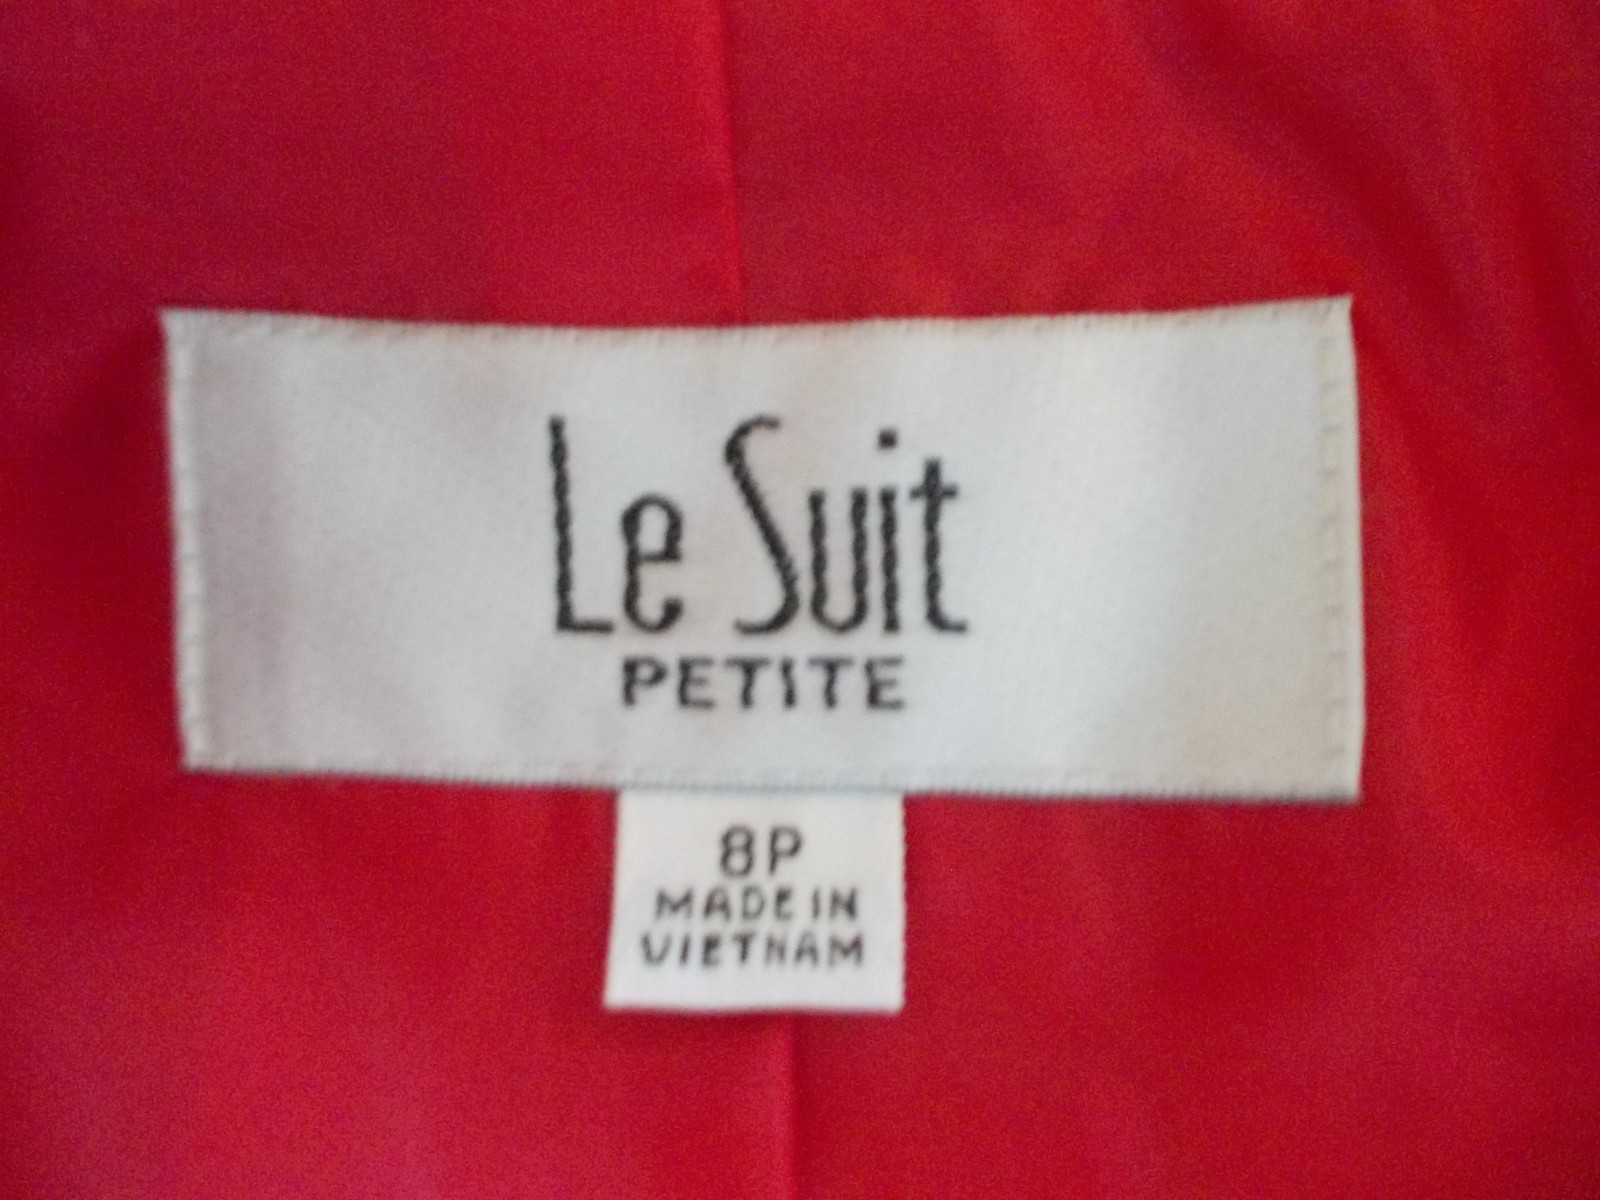 Le Suit
PETITE
8P
MADE IN
VIETNAM